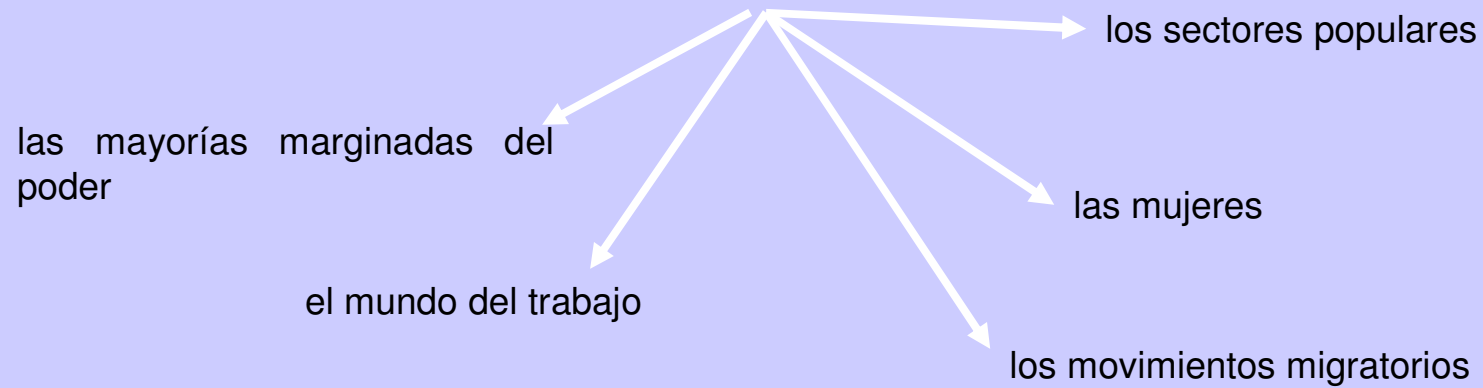 los sectores populares
las mayorías marginadas del
poder
las mujeres
el mundo del trabajo
los movimientos migratorios